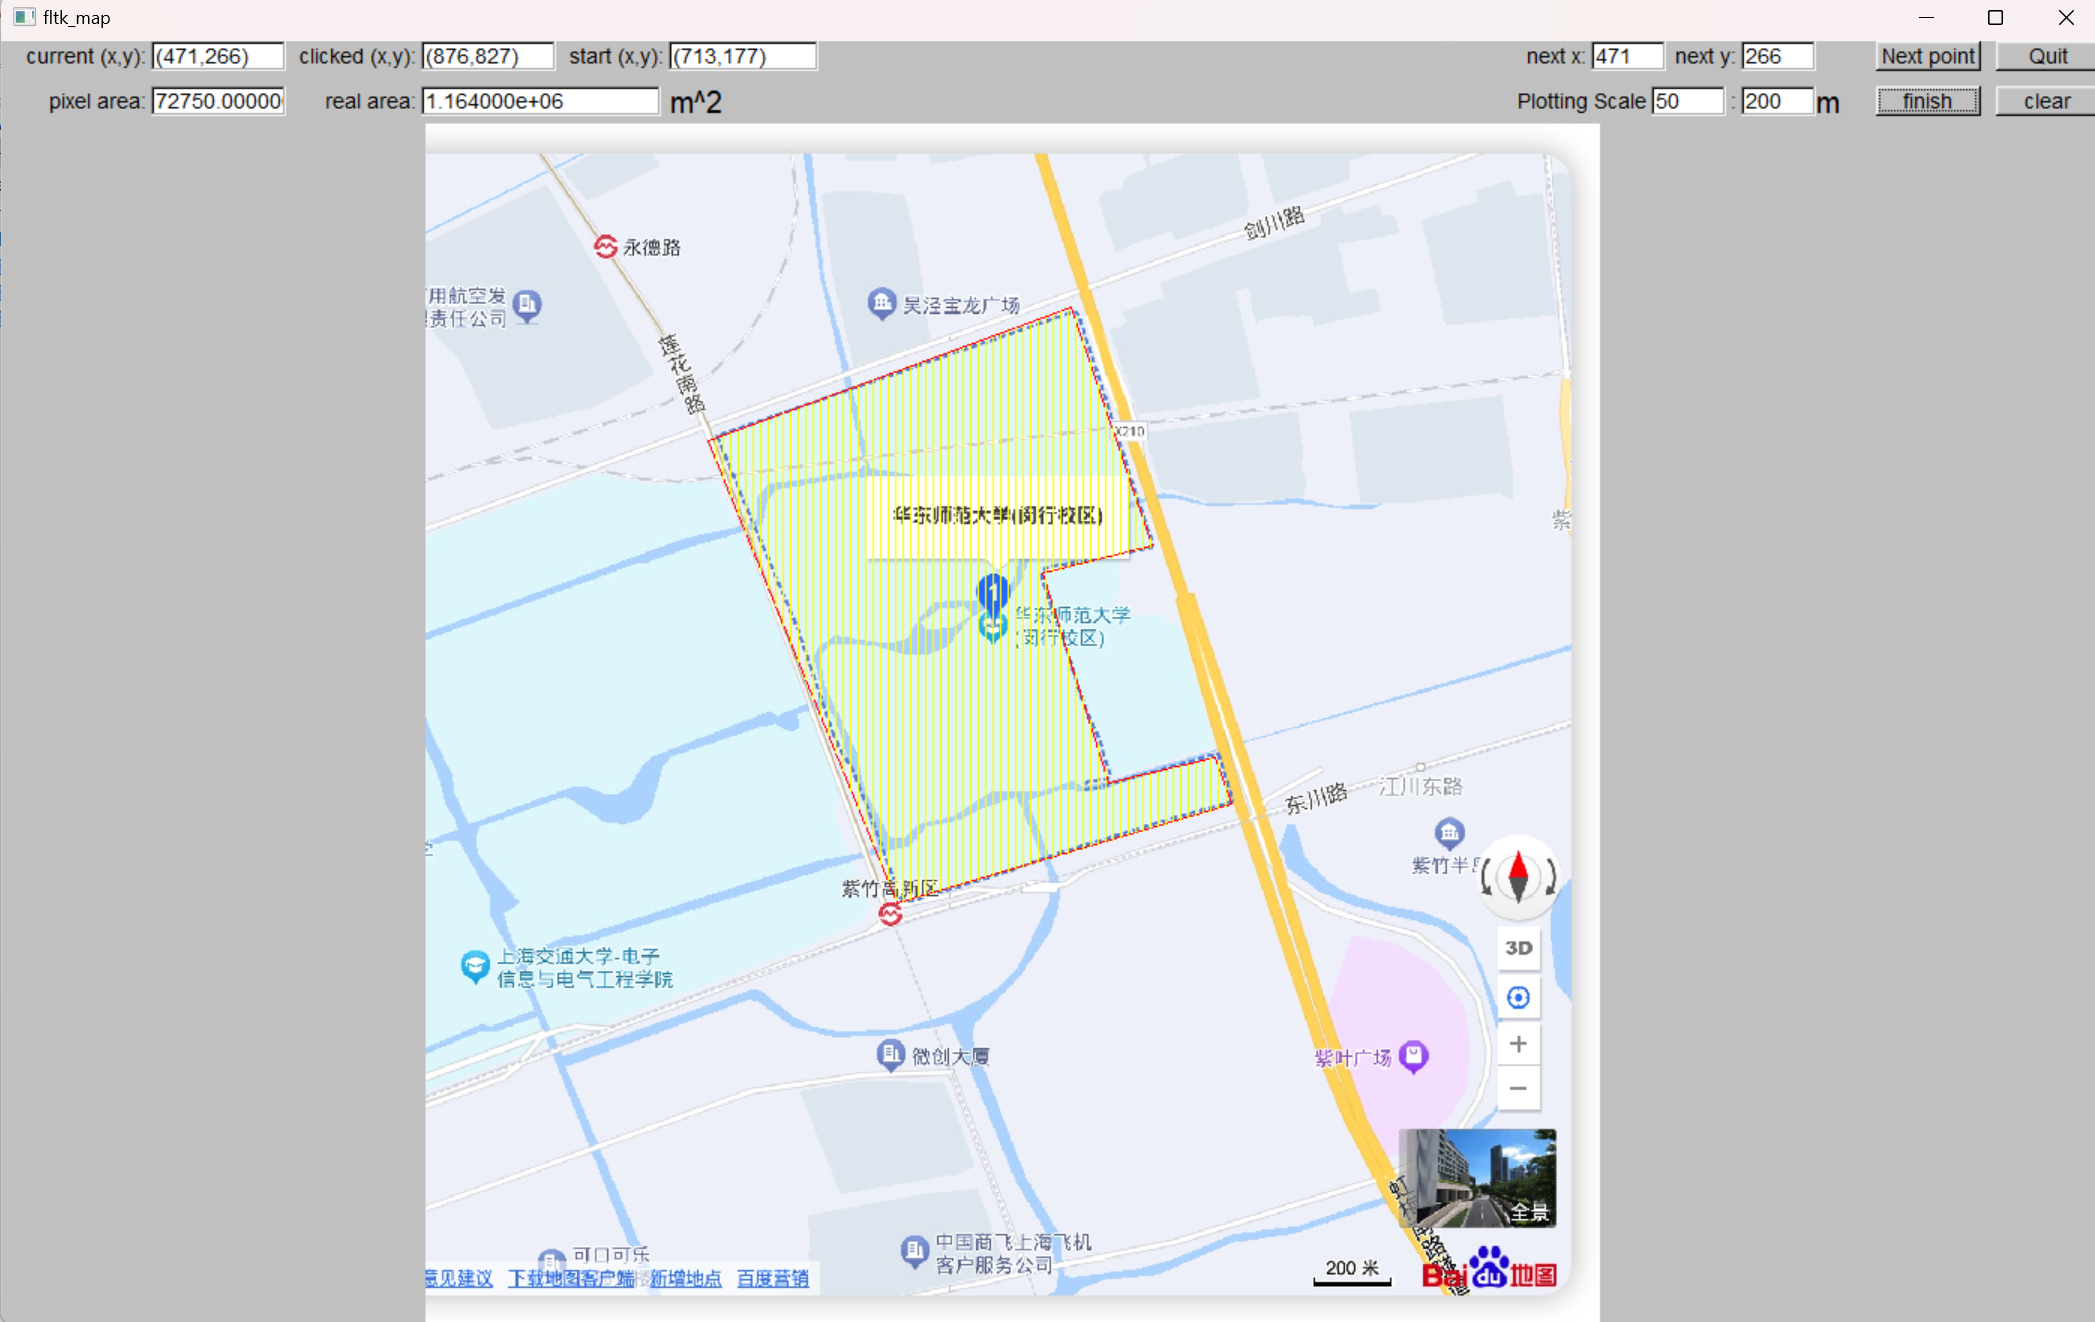 fltk_map
current (x,y): (471,266) clicked (x,y): (876,827) start (x,y): (713,177) next x: 471 next y: 266 Next point Quit
pixel area: 72750.00000 real area: 1.164000e+06 m^2 Plotting Scale 50 : 200 m finish clear
剑川路
永德路
用航空发
责任公司
吴泾宝龙广场
莲花南路
X210
华东师范大学(闵行校区)
紫
1
华东师范大学
(闵行校区)
东川路
江川东路
紫竹半岛
紫竹高新区
3D
上海交通大学-电子
信息与电气工程学院
微创大厦
紫叶广场
+
−
虹
全景
中国商飞上海飞机
客户服务公司
可口可乐
意见建议 下载地图客户端 新增地点 百度营销
200 米
Bai du 地图